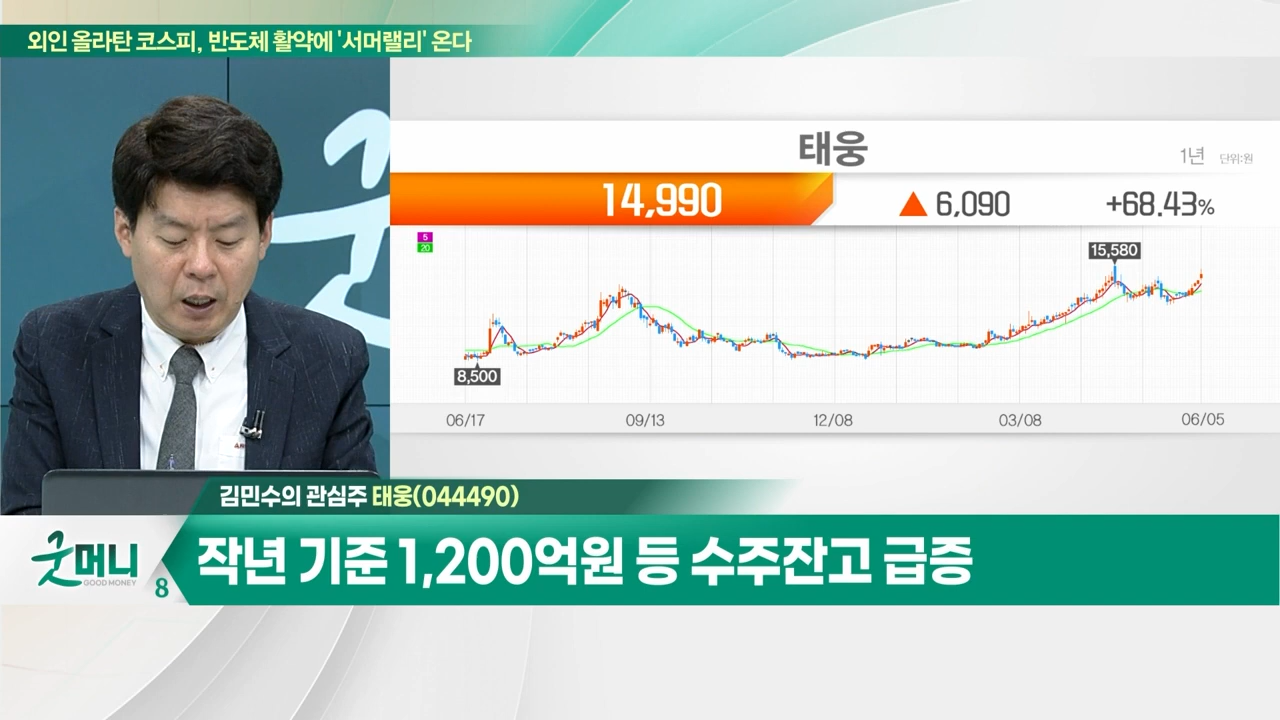 외인 올라탄 코스피, 반도체 활약에 '서머랠리' 온다
태웅
1년 단위:원
14,990 ▲ 6,090 +68.43%
5
20
15,580
8,500
06/17 09/13 12/08 03/08 06/05
김민수의 관심주 태웅(044490)
굿머니
GOOD MONEY
8
작년 기준 1,200억원 등 수주잔고 급증